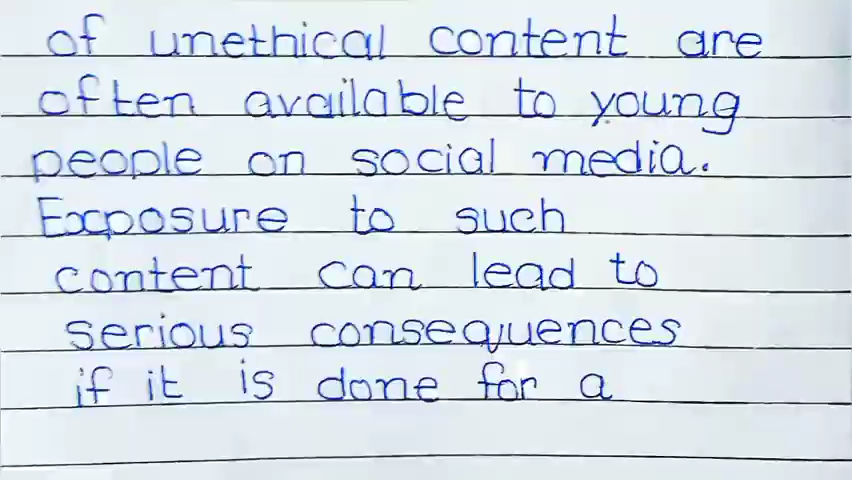 of unethical content are
often available to young
people on social media.
Exposure to such
content can lead to
serious consequences
if it is done for a